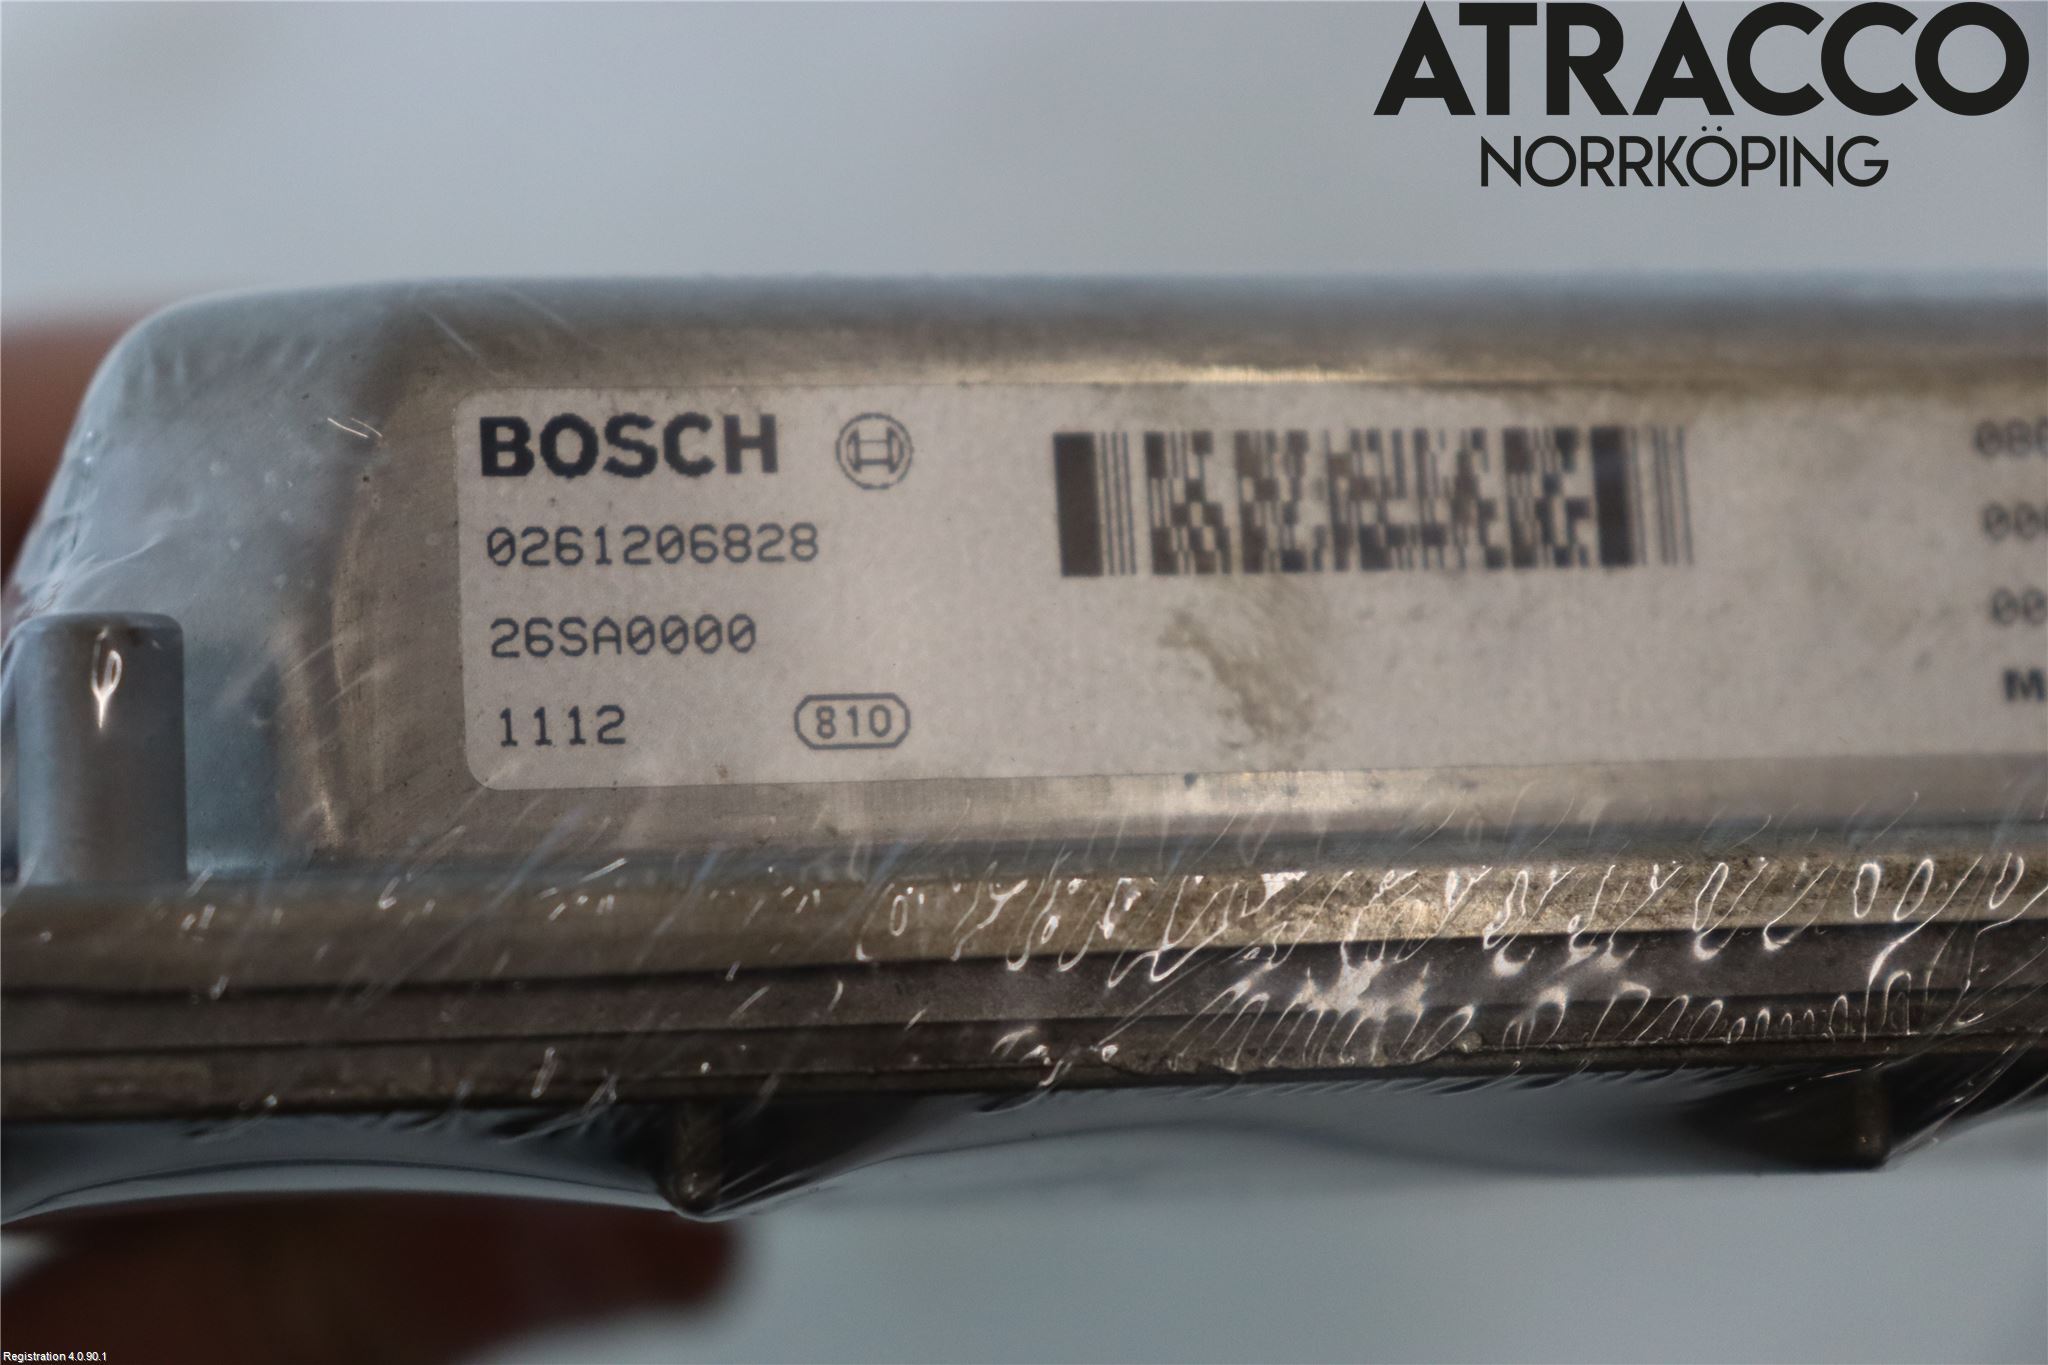 ATRACCO
NORRKÖPING
BOSCH
0261206828
26SA0000
1112
810
Registration 4.0.90.1